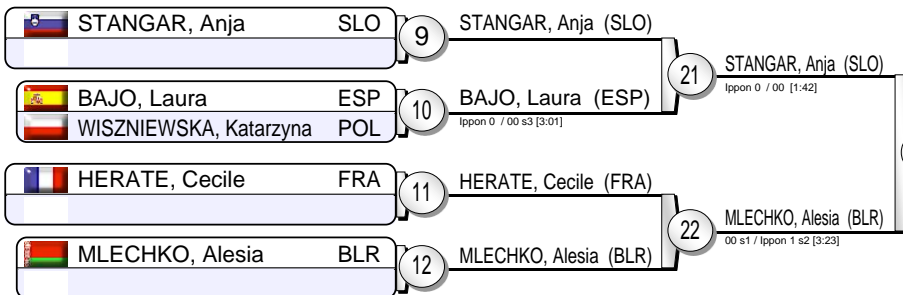 STANGAR, Anja SLO
9
STANGAR, Anja (SLO)
BAJO, Laura ESP
WISZNIEWSKA, Katarzyna POL
10
BAJO, Laura (ESP)
Ippon 0 / 00 s3 [3:01]
21
STANGAR, Anja (SLO)
Ippon 0 / 00 [1:42]
HERATE, Cecile FRA
11
HERATE, Cecile (FRA)
MLECHKO, Alesia BLR
12
MLECHKO, Alesia (BLR)
22
MLECHKO, Alesia (BLR)
00 s1 / Ippon 1 s2 [3:23]